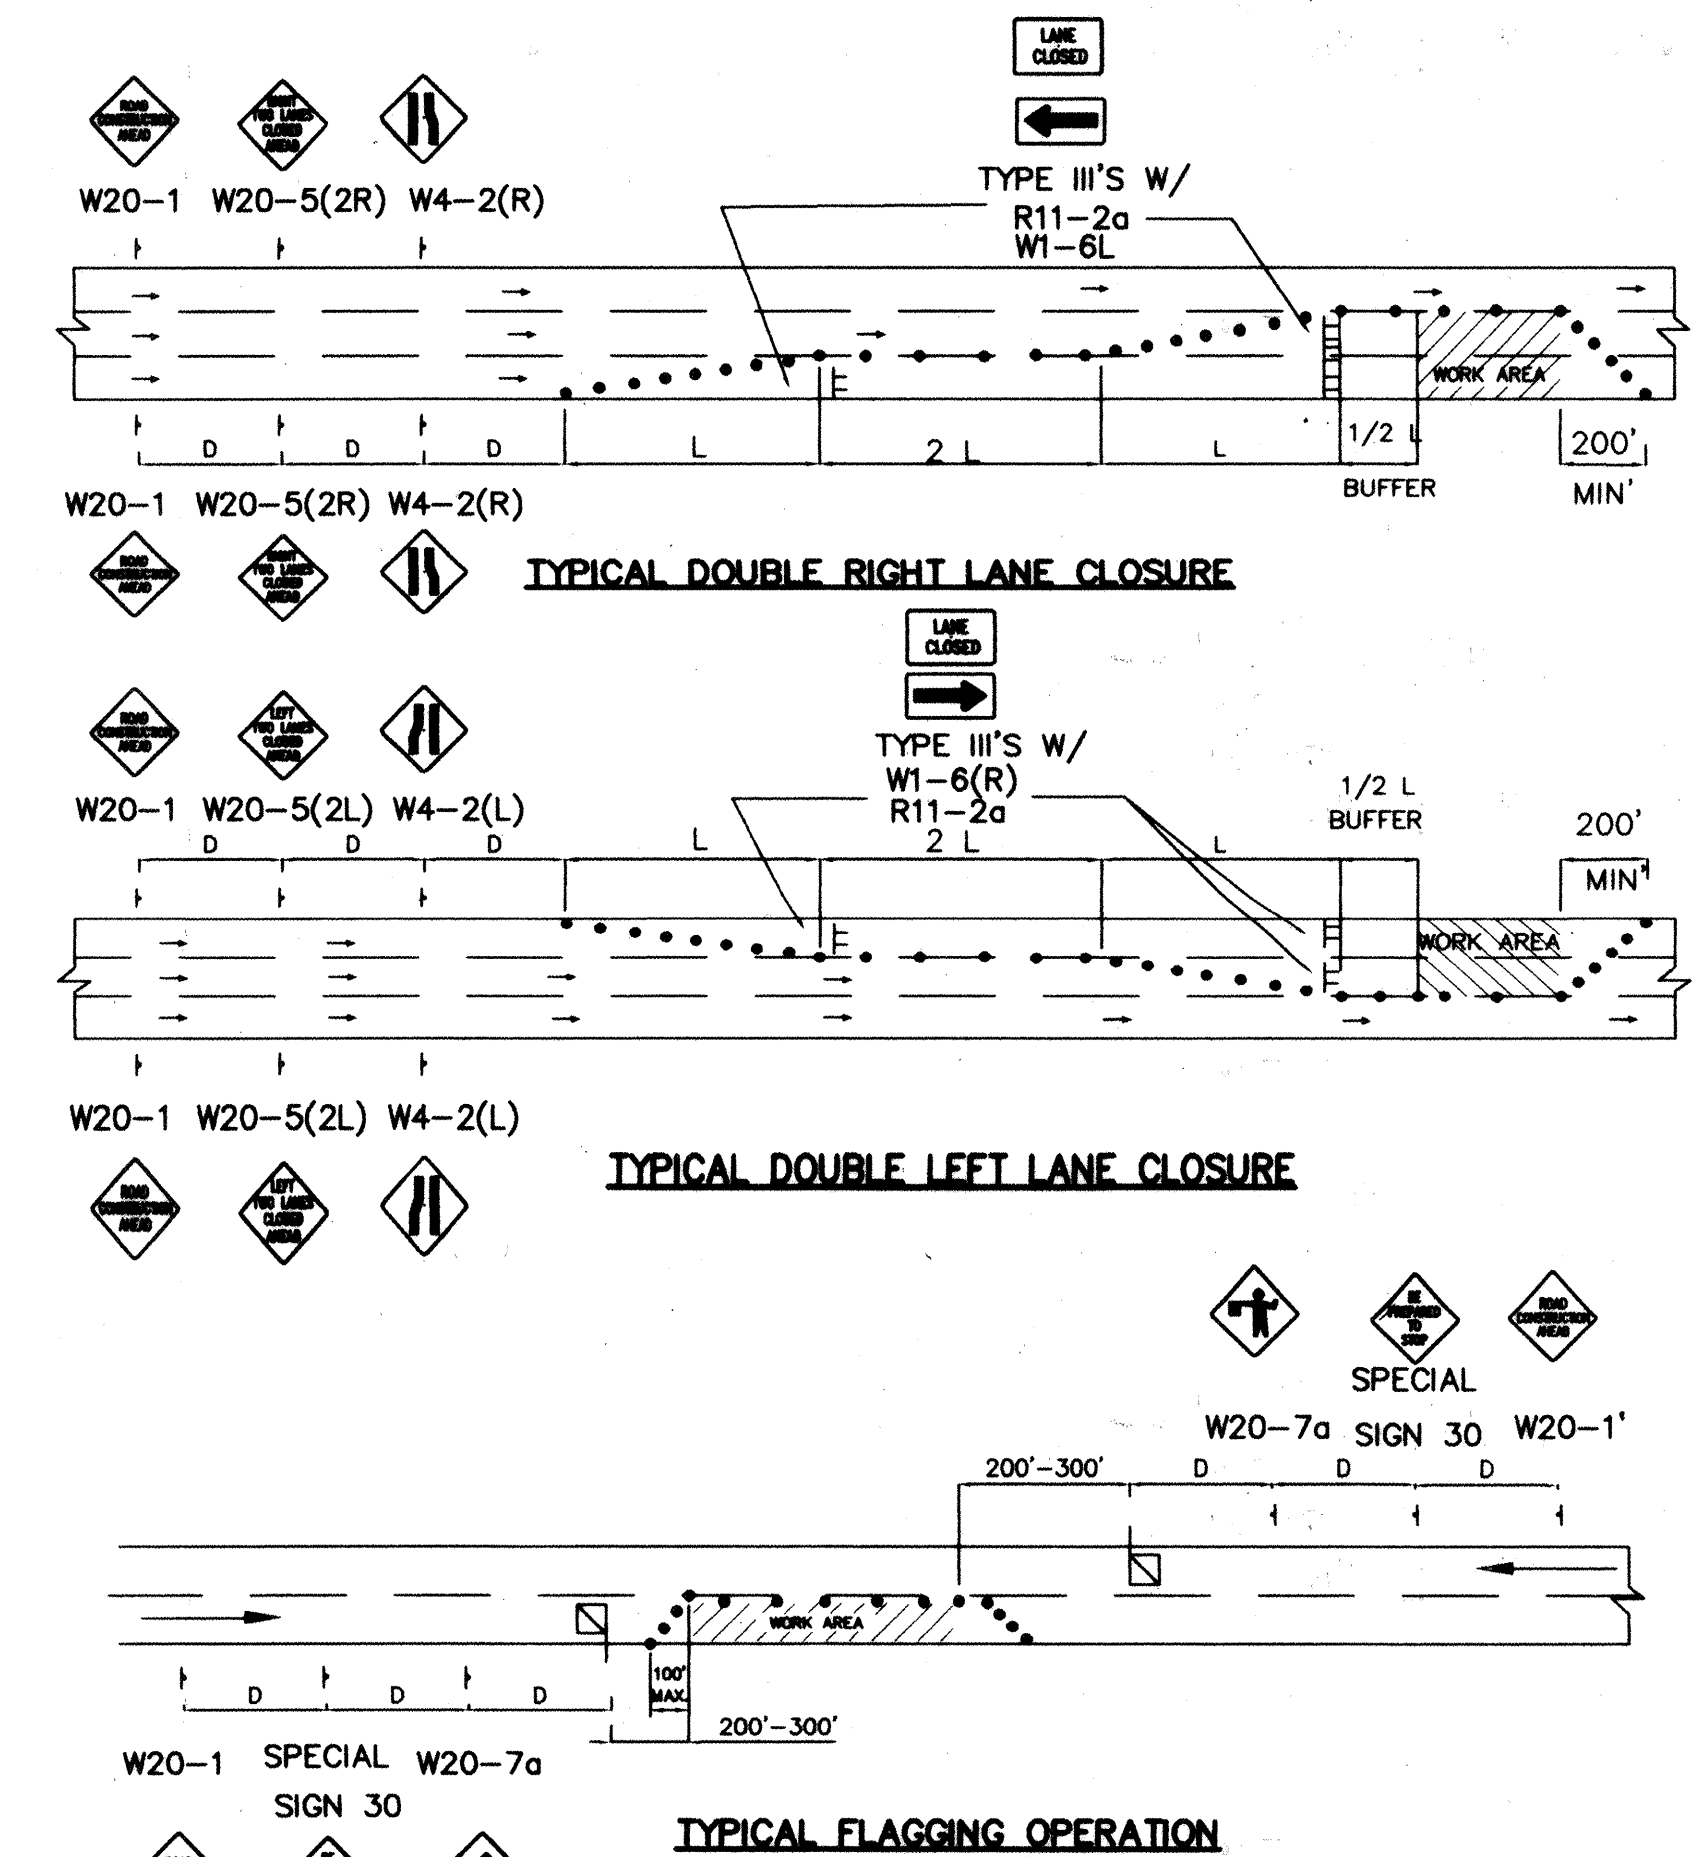 LANE
CLOSED
ROAD
CONSTRUCTION
AHEAD
RIGHT
TWO LANES
CLOSED
AHEAD
TYPE III'S W/
R11-2a
W1-6L
W20-1 W20-5(2R) W4-2(R)
WORK AREA
D D D L 2 L L 1/2 L 200'
BUFFER MIN'
W20-1 W20-5(2R) W4-2(R)
ROAD
CONSTRUCTION
AHEAD
RIGHT
TWO LANES
CLOSED
AHEAD
TYPICAL DOUBLE RIGHT LANE CLOSURE
LANE
CLOSED
ROAD
CONSTRUCTION
AHEAD
LEFT
TWO LANES
CLOSED
AHEAD
TYPE III'S W/
W1-6(R)
R11-2a
W20-1 W20-5(2L) W4-2(L)
D D D L 2 L L
1/2 L
BUFFER
200'
MIN'
WORK AREA
W20-1 W20-5(2L) W4-2(L)
ROAD
CONSTRUCTION
AHEAD
LEFT
TWO LANES
CLOSED
AHEAD
TYPICAL DOUBLE LEFT LANE CLOSURE
BE
PREPARED
TO
STOP
ROAD
CONSTRUCTION
AHEAD
SPECIAL
W20-7a SIGN 30 W20-1'
200'-300' D D D
WORK AREA
D D D
100'
MAX.
200'-300'
W20-1 SPECIAL W20-7a
SIGN 30
TYPICAL FLAGGING OPERATION